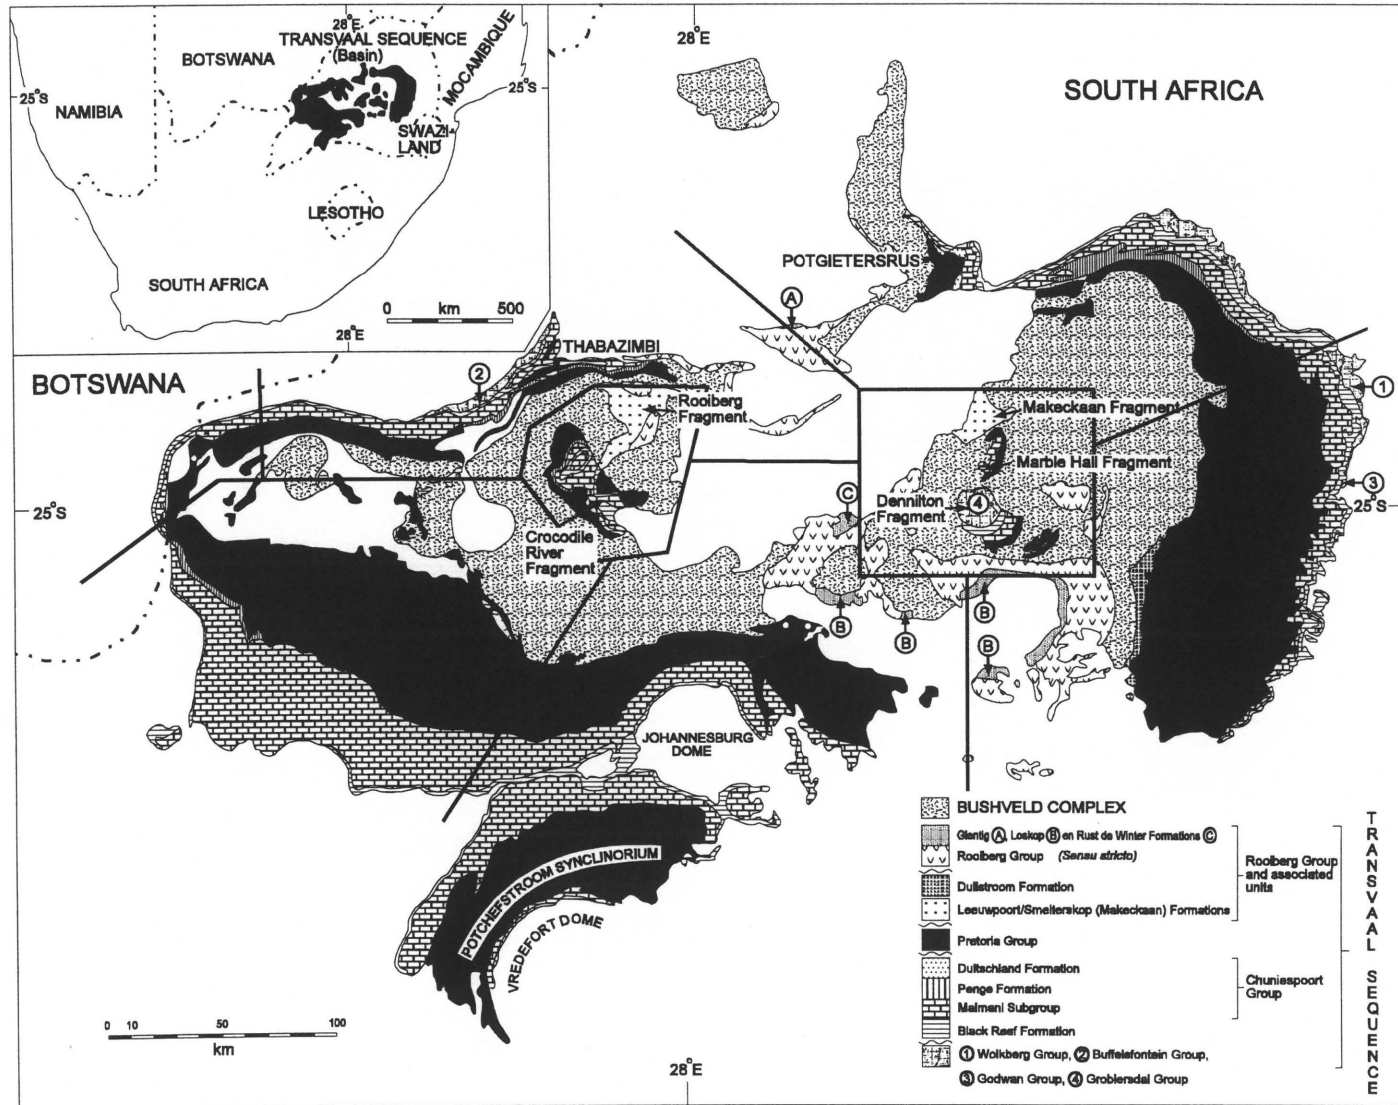 28°E
TRANSVAAL SEQUENCE
(Basin)
BOTSWANA
MOCAMBIQUE
25°S
25°S
NAMIBIA
SWAZI-
LAND
LESOTHO
SOUTH AFRICA
0 km 500
28°E
28°E
SOUTH AFRICA
POTGIETERSRUS
A
THABAZIMBI
BOTSWANA
2
1
Rooiberg
Fragment
Makeckaan Fragment
Marble Hall Fragment
3
25°S
25°S
C
Dennilton
Fragment
4
Crocodile
River
Fragment
B
B
B
B
JOHANNESBURG
DOME
POTCHEFSTROOM SYNCLINORIUM
VREDEFORT DOME
0 10 50 100
km
28°E
BUSHVELD COMPLEX
Glentig A, Loskop B en Rust de Winter Formations C
Rooiberg Group (Sensu stricto)
Dullstroom Formation
Leeuwpoort/Smelterskop (Makeckaan) Formations
Rooiberg Group
and associated
units
Pretoria Group
Duitschland Formation
Penge Formation
Malmani Subgroup
Chuniespoort
Group
Black Reef Formation
1 Wolkberg Group, 2 Buffelsfontein Group,
3 Godwan Group, 4 Groblersdal Group
TRANSVAAL SEQUENCE